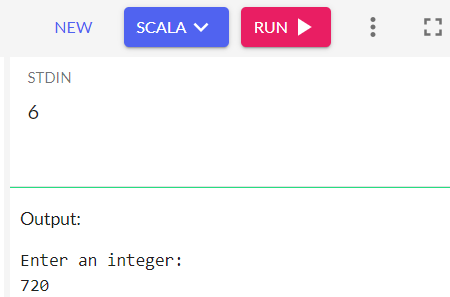 NEW SCALA RUN
STDIN
6
Output:
Enter an integer:
720